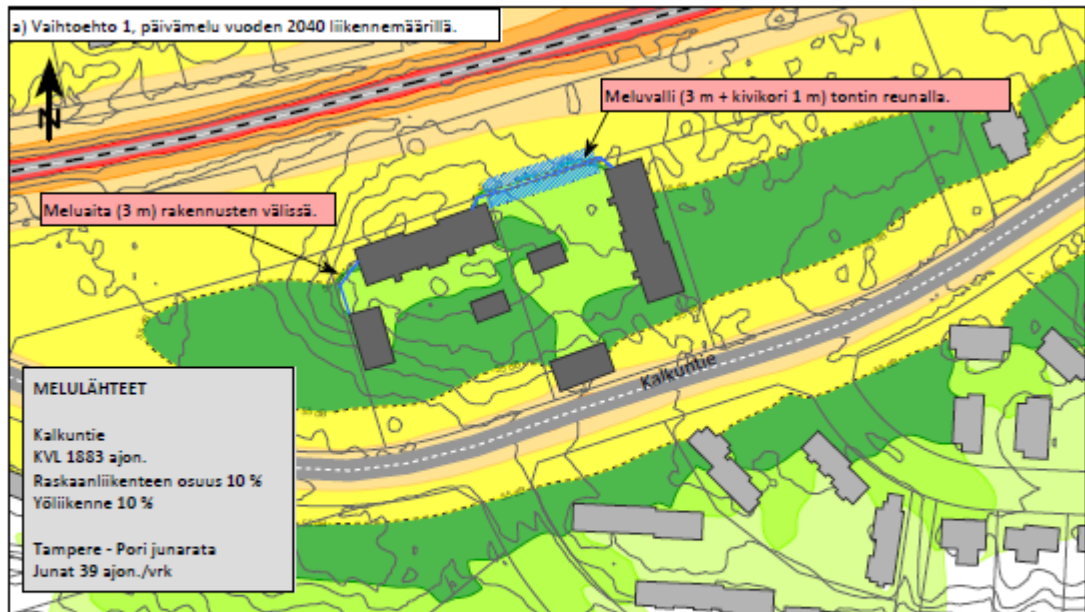 a) Vaihtoehto 1, päivämelu vuoden 2040 liikennemäärillä.
N
Meluvalli (3 m + kivikori 1 m) tontin reunalla.
Meluaita (3 m) rakennusten välissä.
Kalkuntie
MELULÄHTEET
Kalkuntie
KVL 1883 ajon.
Raskaanliikenteen osuus 10 %
Yöliikenne 10 %
Tampere - Pori junarata
Junat 39 ajon./vrk